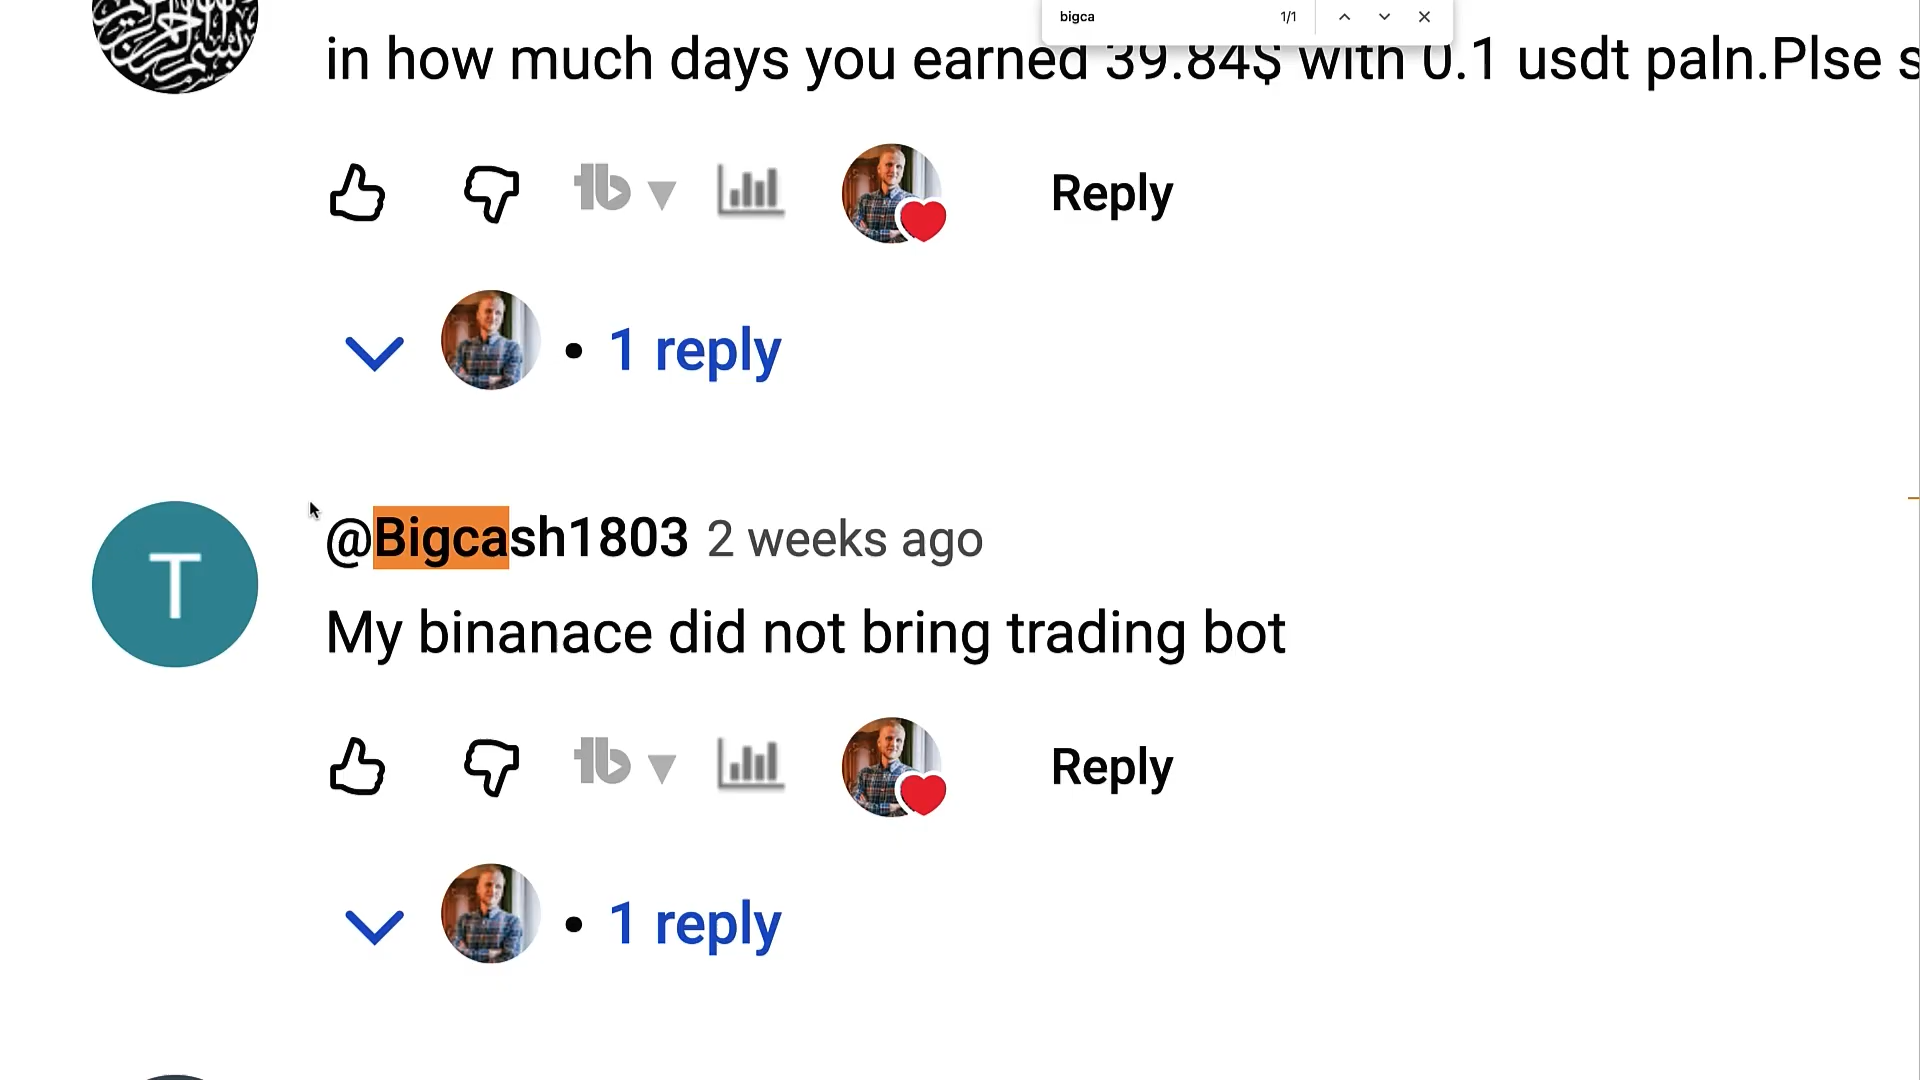 bigca 1/1
in how much days you earned 39.84$ with 0.1 usdt paln.Plse s
Reply
• 1 reply
T
@Bigcash1803 2 weeks ago
My binanace did not bring trading bot
Reply
• 1 reply